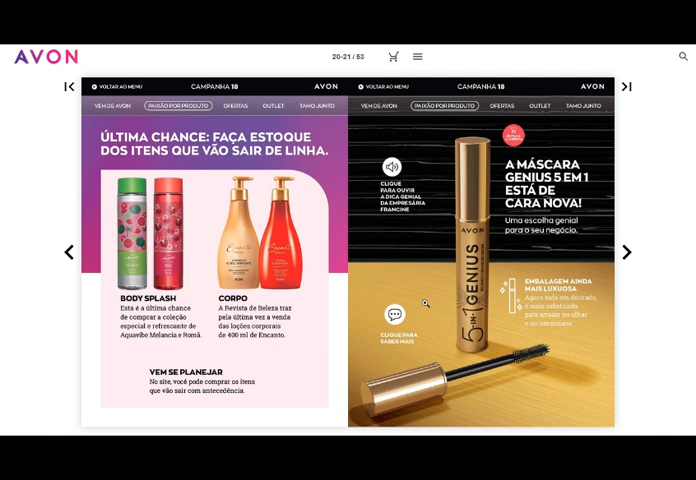 AVON
20-21 / 53
VOLTAR AO MENU
CAMPANHA 18
AVON
VEM DE AVON
PAIXÃO POR PRODUTO
OFERTAS
OUTLET
TAMO JUNTO
ÚLTIMA CHANCE: FAÇA ESTOQUE
DOS ITENS QUE VÃO SAIR DE LINHA.
BODY SPLASH
Esta é a última chance
de comprar a coleção
especial e refrescante de
Aquavibe Melancia e Romã.
CORPO
A Revista de Beleza traz
pela última vez a venda
das loções corporais
de 400 ml de Encanto.
VEM SE PLANEJAR
No site, você pode comprar os itens
que vão sair com antecedência.
VOLTAR AO MENU
CAMPANHA 18
AVON
VEM DE AVON
PAIXÃO POR PRODUTO
OFERTAS
OUTLET
TAMO JUNTO
CLIQUE
PARA OUVIR
A DICA GENIAL
DA EMPRESÁRIA
FRANCINE
A MÁSCARA
GENIUS 5 EM 1
ESTÁ DE
CARA NOVA!
Uma escolha genial
para o seu negócio.
AVON
5-IN-1 GENIUS
EMBALAGEM AINDA
MAIS LUXUOSA
Agora toda em dourado,
é mais sofisticada
para arrasar no olhar
e no nécessaire.
CLIQUE PARA
SABER MAIS